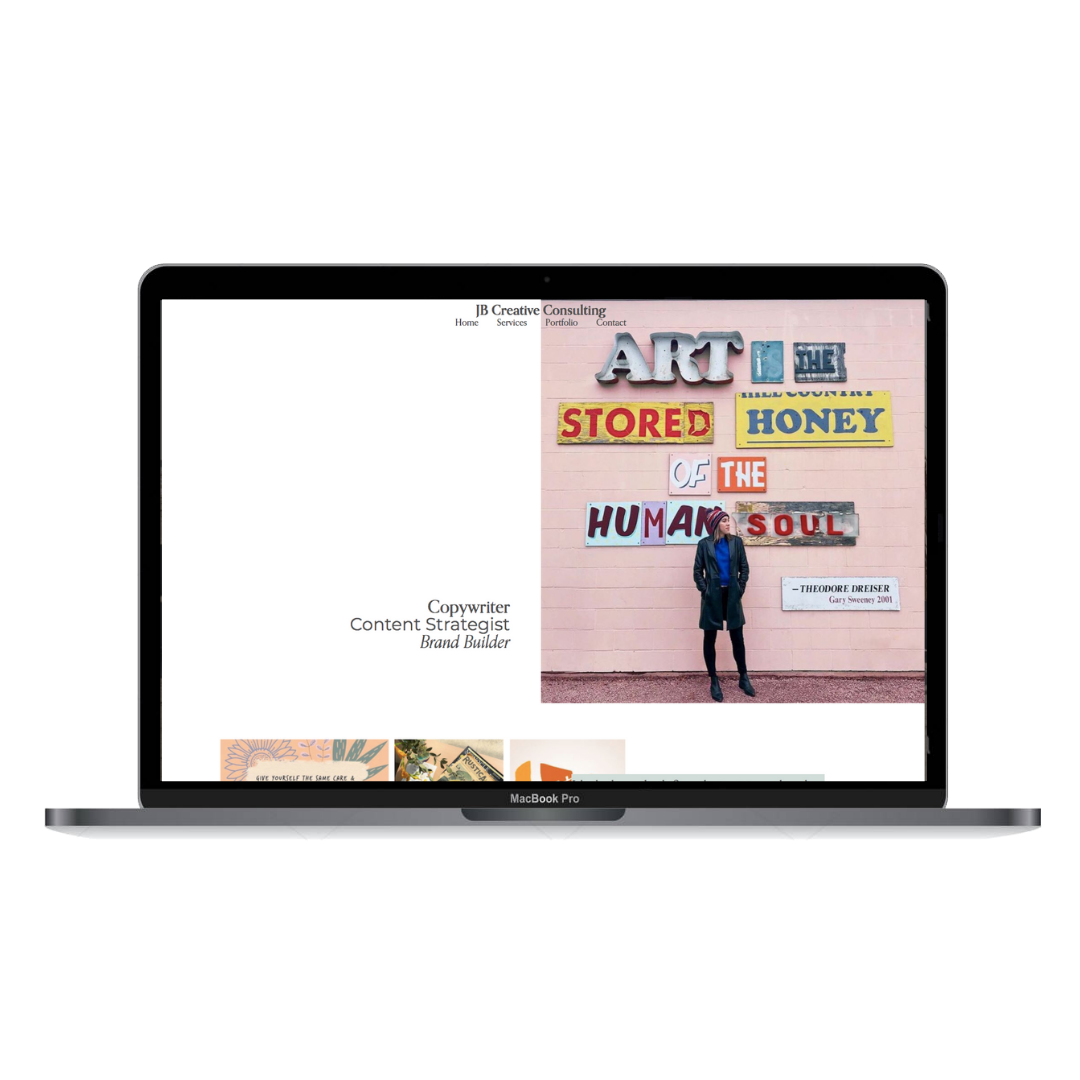 JB Creative Consulting
Home Services Portfolio Contact
ART IS THE
HILL COUNTRY
STORED HONEY
OF THE
HUMAN SOUL
—THEODORE DREISER
Gary Sweeney 2001
Copywriter
Content Strategist
Brand Builder
GIVE YOURSELF THE SAME CARE &
RUSTICA
MacBook Pro